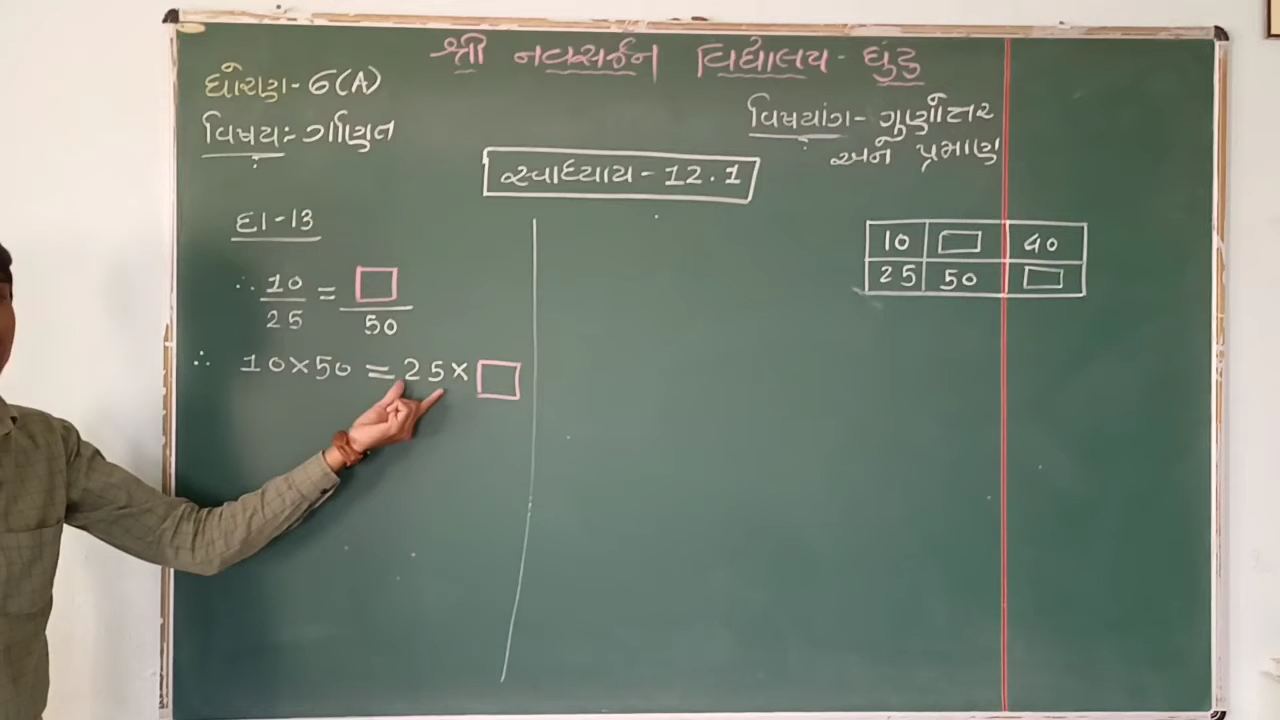 શ્રી નવસર્જન વિદ્યાલય - ઘુંટુ
ધોરણ - 6 (A)
વિષય :- ગણિત
વિષયાંગ - ગુણોત્તર
અને પ્રમાણ
સ્વાધ્યાય - 12.1
દા - 13
∴ 10/25 = □/50
∴ 10×50 = 25× □
10 □ 40
25 50 □